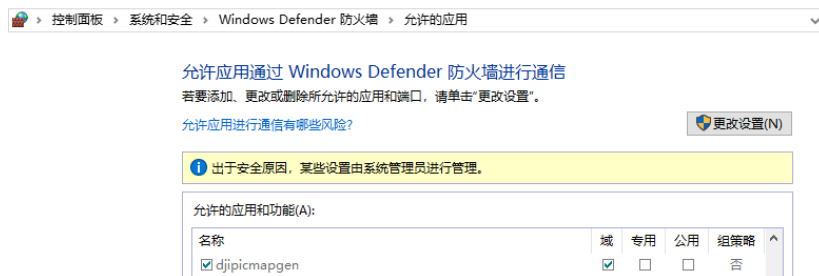 控制面板 › 系统和安全 › Windows Defender 防火墙 › 允许的应用
允许应用通过 Windows Defender 防火墙进行通信
若要添加、更改或删除所允许的应用和端口，请单击"更改设置"。
允许应用进行通信有哪些风险?
更改设置(N)
出于安全原因，某些设置由系统管理员进行管理。
允许的应用和功能(A):
名称 域 专用 公用 组策略
djipicmapgen 否